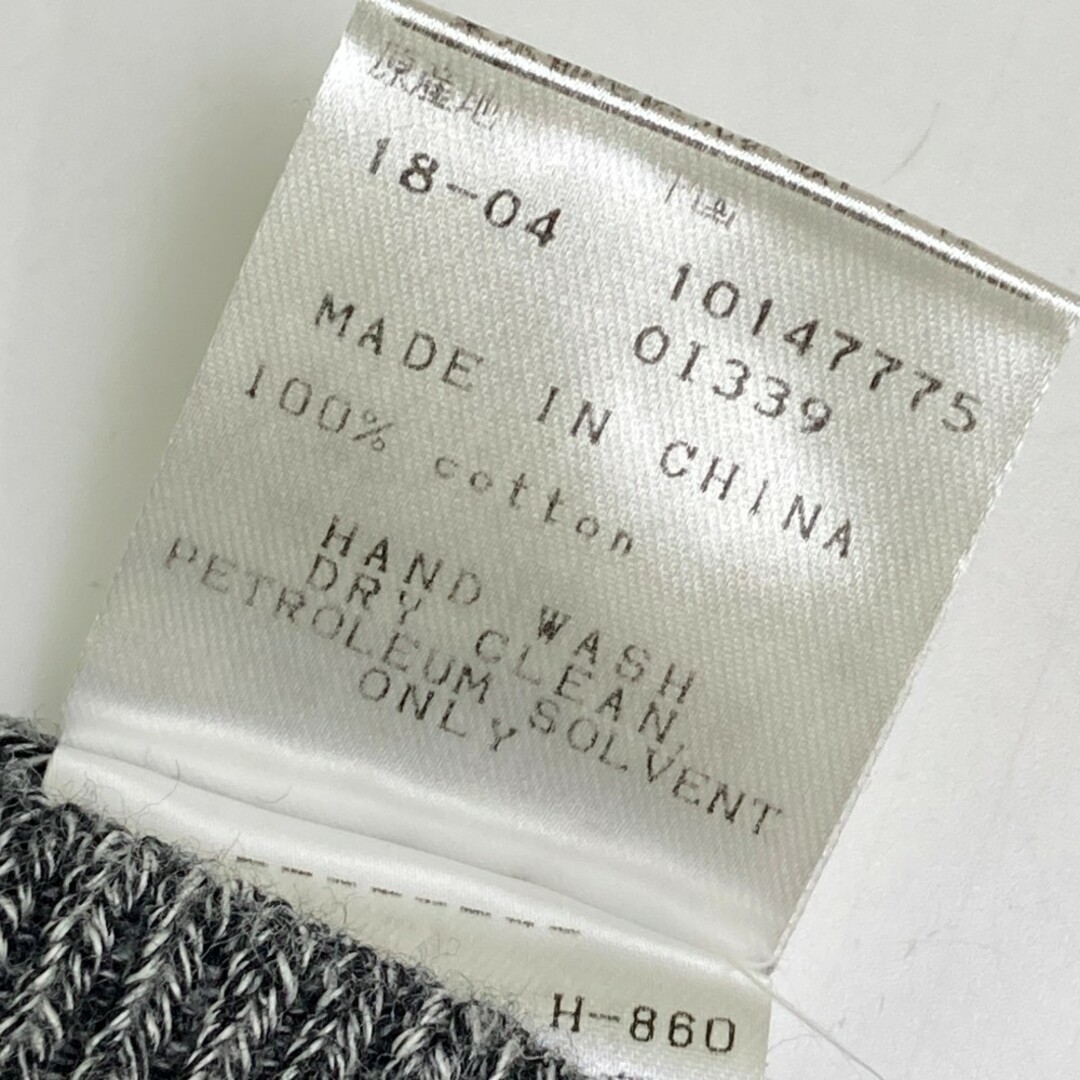 原産地
18-04
10147775
01339
MADE IN CHINA
100% cotton
HAND WASH
DRY CLEAN,
PETROLEUM SOLVENT
ONLY
H-860